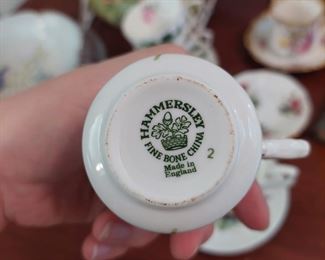 HAMMERSLEY
FINE BONE CHINA
Made in
England
2